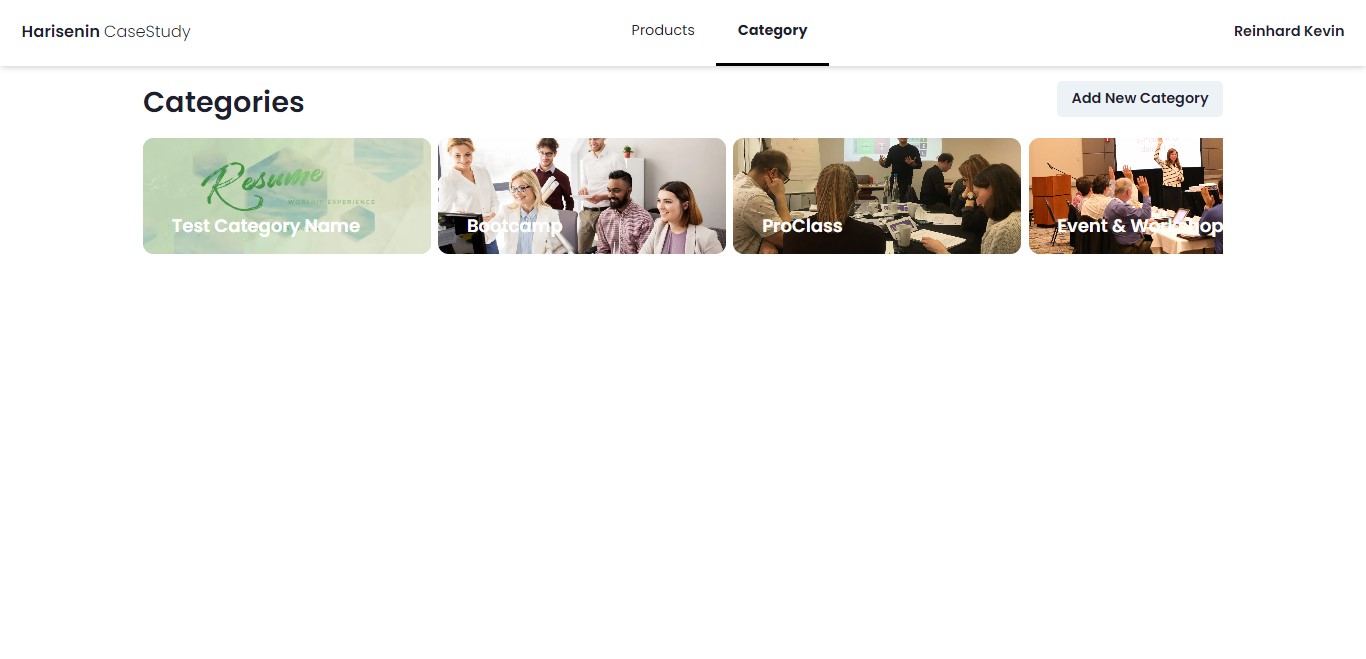 Harisenin CaseStudy
Products
Category
Reinhard Kevin
Categories
Add New Category
Resume
WORSHIP EXPERIENCE
Test Category Name
Bootcamp
ProClass
Event & Workshop